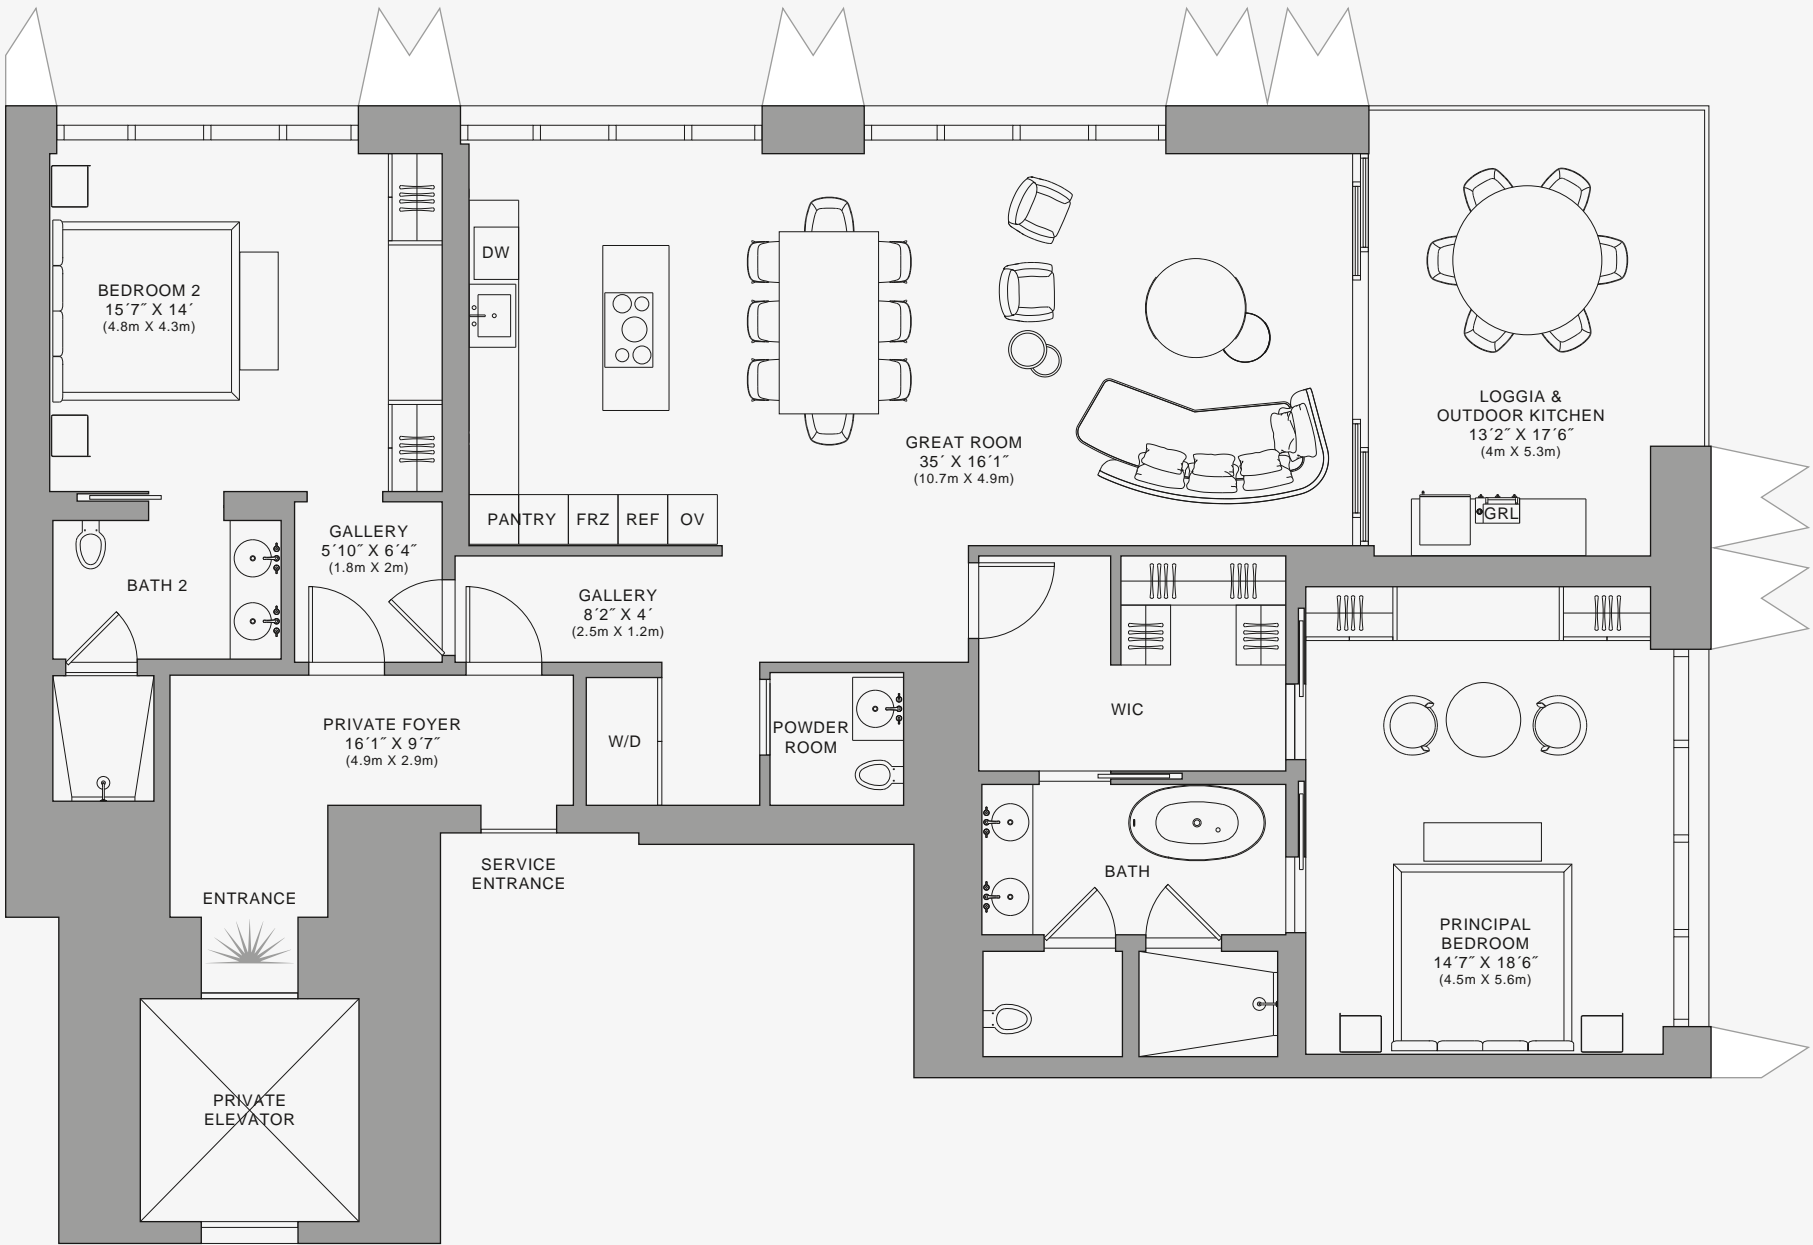 BEDROOM 2
15´7˝ X 14´
(4.8m X 4.3m)
DW
GREAT ROOM
35´ X 16´1˝
(10.7m X 4.9m)
LOGGIA &
OUTDOOR KITCHEN
13´2˝ X 17´6˝
(4m X 5.3m)
GRL
PANTRY
FRZ
REF
OV
GALLERY
5´10˝ X 6´4˝
(1.8m X 2m)
BATH 2
GALLERY
8´2˝ X 4´
(2.5m X 1.2m)
PRIVATE FOYER
16´1˝ X 9´7˝
(4.9m X 2.9m)
W/D
POWDER
ROOM
WIC
SERVICE
ENTRANCE
ENTRANCE
BATH
PRINCIPAL
BEDROOM
14´7˝ X 18´6˝
(4.5m X 5.6m)
PRIVATE
ELEVATOR